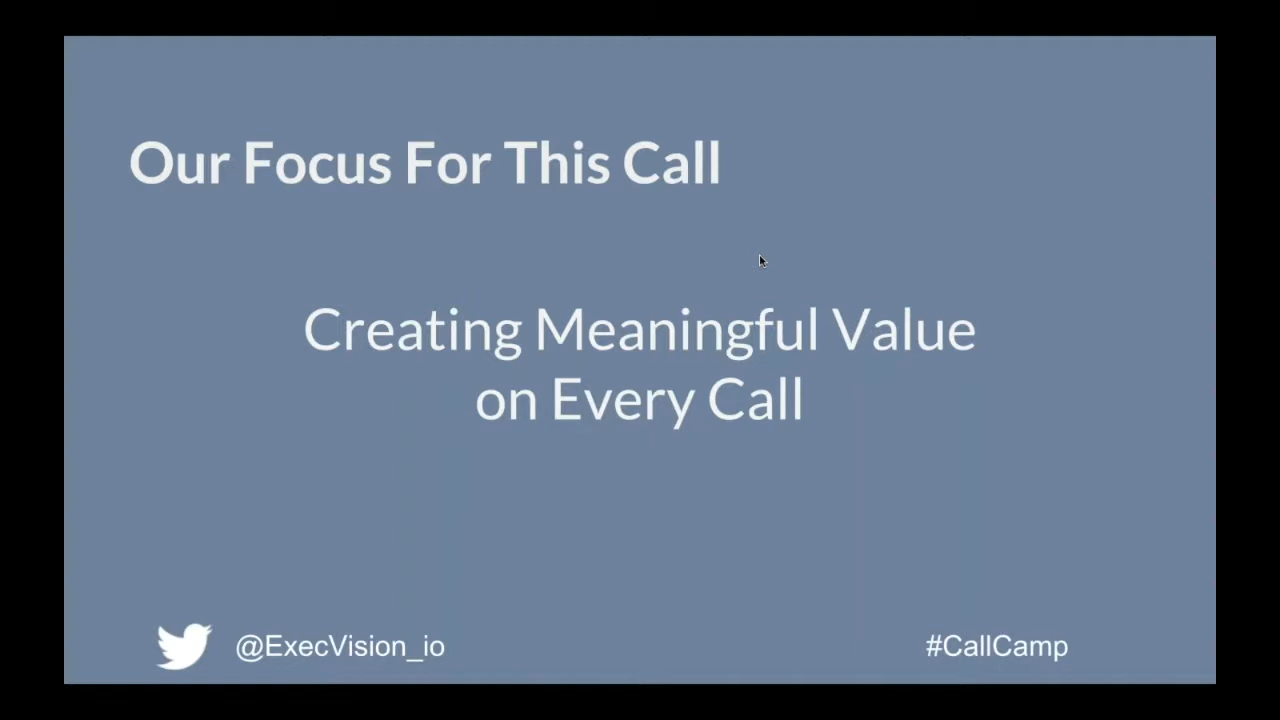 Our Focus For This Call
Creating Meaningful Value
on Every Call
@ExecVision_io
#CallCamp